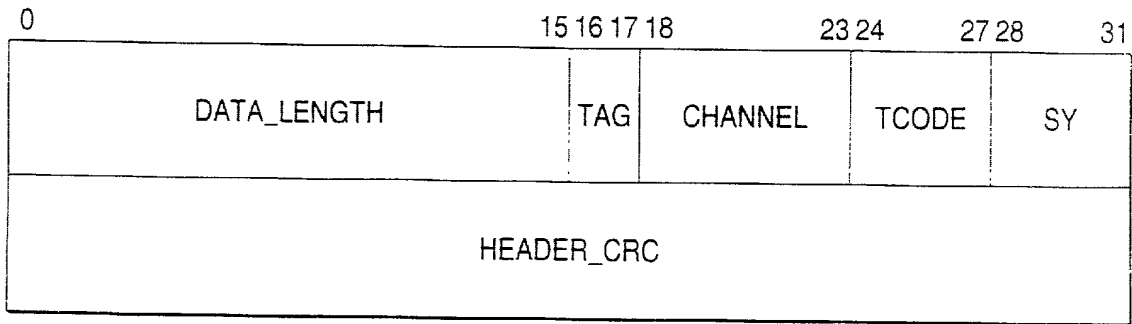 0 15 16 17 18 23 24 27 28 31
DATA_LENGTH TAG CHANNEL TCODE SY
HEADER_CRC